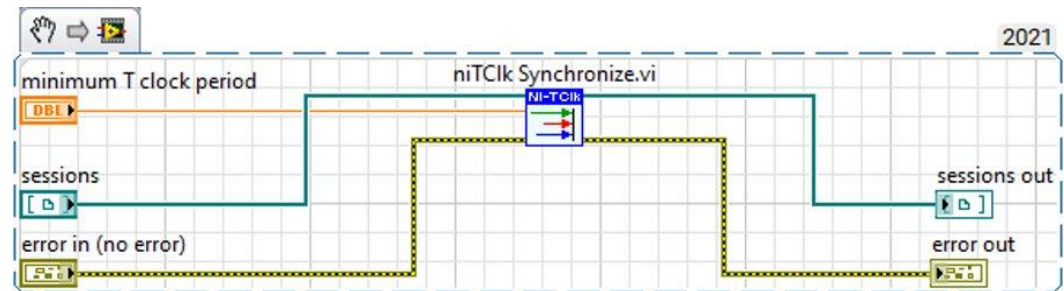 2021
minimum T clock period
niTClk Synchronize.vi
DBL
NI-TClk
sessions
sessions out
error in (no error)
error out